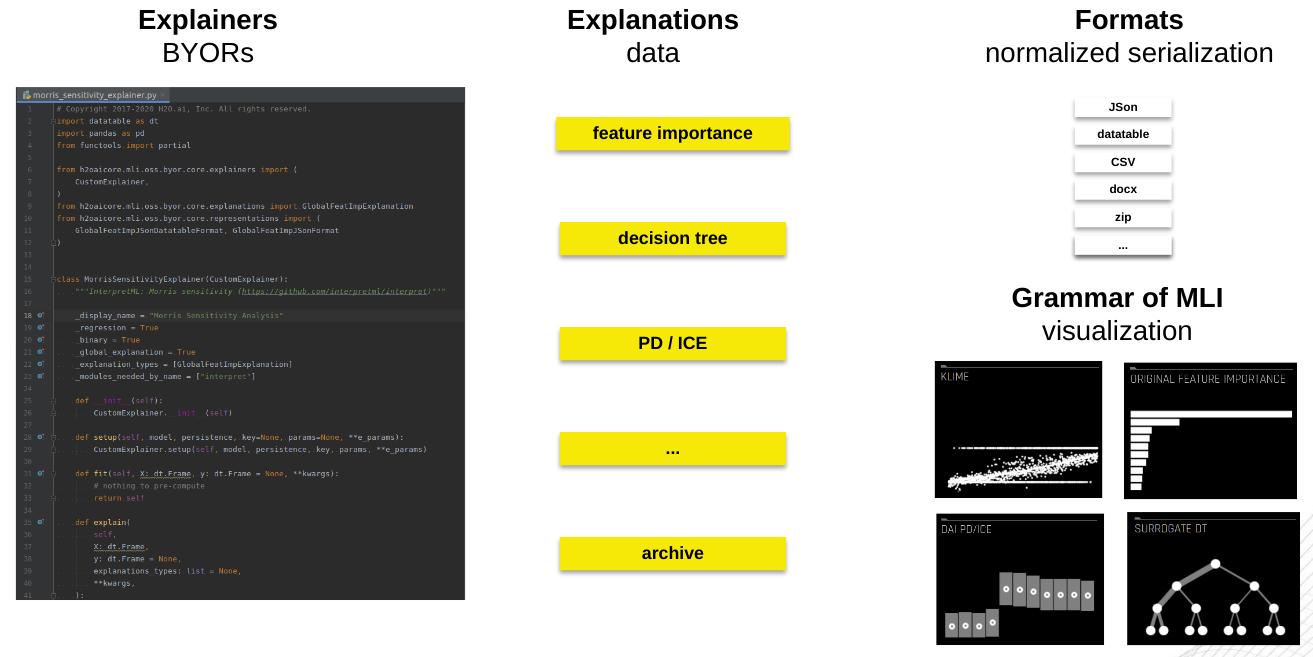 Explainers
BYORs
morris_sensitivity_explainer.py ×
1 # Copyright 2017-2020 H2O.ai, Inc. All rights reserved.
2 import datatable as dt
3 import pandas as pd
4 from functools import partial
5
6 from h2oaicore.mli.oss.byor.core.explainers import (
7 CustomExplainer,
8 )
9 from h2oaicore.mli.oss.byor.core.explanations import GlobalFeatImpExplanation
10 from h2oaicore.mli.oss.byor.core.representations import (
11 GlobalFeatImpJSonDatatableFormat, GlobalFeatImpJSonFormat
12 )
13
14
15 class MorrisSensitivityExplainer(CustomExplainer):
16 """InterpretML: Morris sensitivity (https://github.com/interpretml/interpret)"""
17
18 _display_name = "Morris Sensitivity Analysis"
19 _regression = True
20 _binary = True
21 _global_explanation = True
22 _explanation_types = [GlobalFeatImpExplanation]
23 _modules_needed_by_name = ["interpret"]
24
25 def __init__(self):
26 CustomExplainer.__init__(self)
27
28 def setup(self, model, persistence, key=None, params=None, **e_params):
29 CustomExplainer.setup(self, model, persistence, key, params, **e_params)
30
31 def fit(self, X: dt.Frame, y: dt.Frame = None, **kwargs):
32 # nothing to pre-compute
33 return self
34
35 def explain(
36 self,
37 X: dt.Frame,
38 y: dt.Frame = None,
39 explanations_types: list = None,
40 **kwargs,
41 ):
Explanations
data
feature importance
decision tree
PD / ICE
...
archive
Formats
normalized serialization
JSon
datatable
CSV
docx
zip
...
Grammar of MLI
visualization
KLIME
ORIGINAL FEATURE IMPORTANCE
DAI PD/ICE
SURROGATE DT